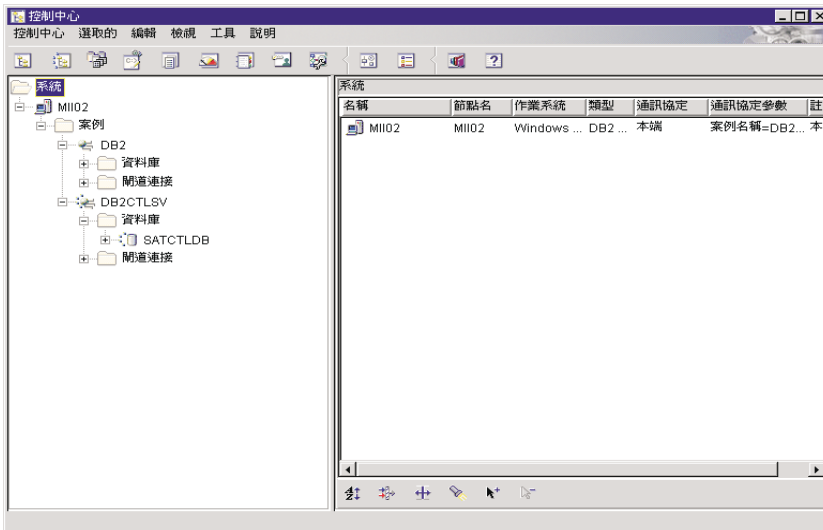 控制中心
控制中心 選取的 編輯 檢視 工具 說明
系統
MII02
案例
DB2
資料庫
閘道連接
DB2CTLSV
資料庫
SATCTLDB
閘道連接
系統
名稱 節點名 作業系統 類型 通訊協定 通訊協定參數 註
MII02 MII02 Windows ... DB2 ... 本端 案例名稱=DB2... 本